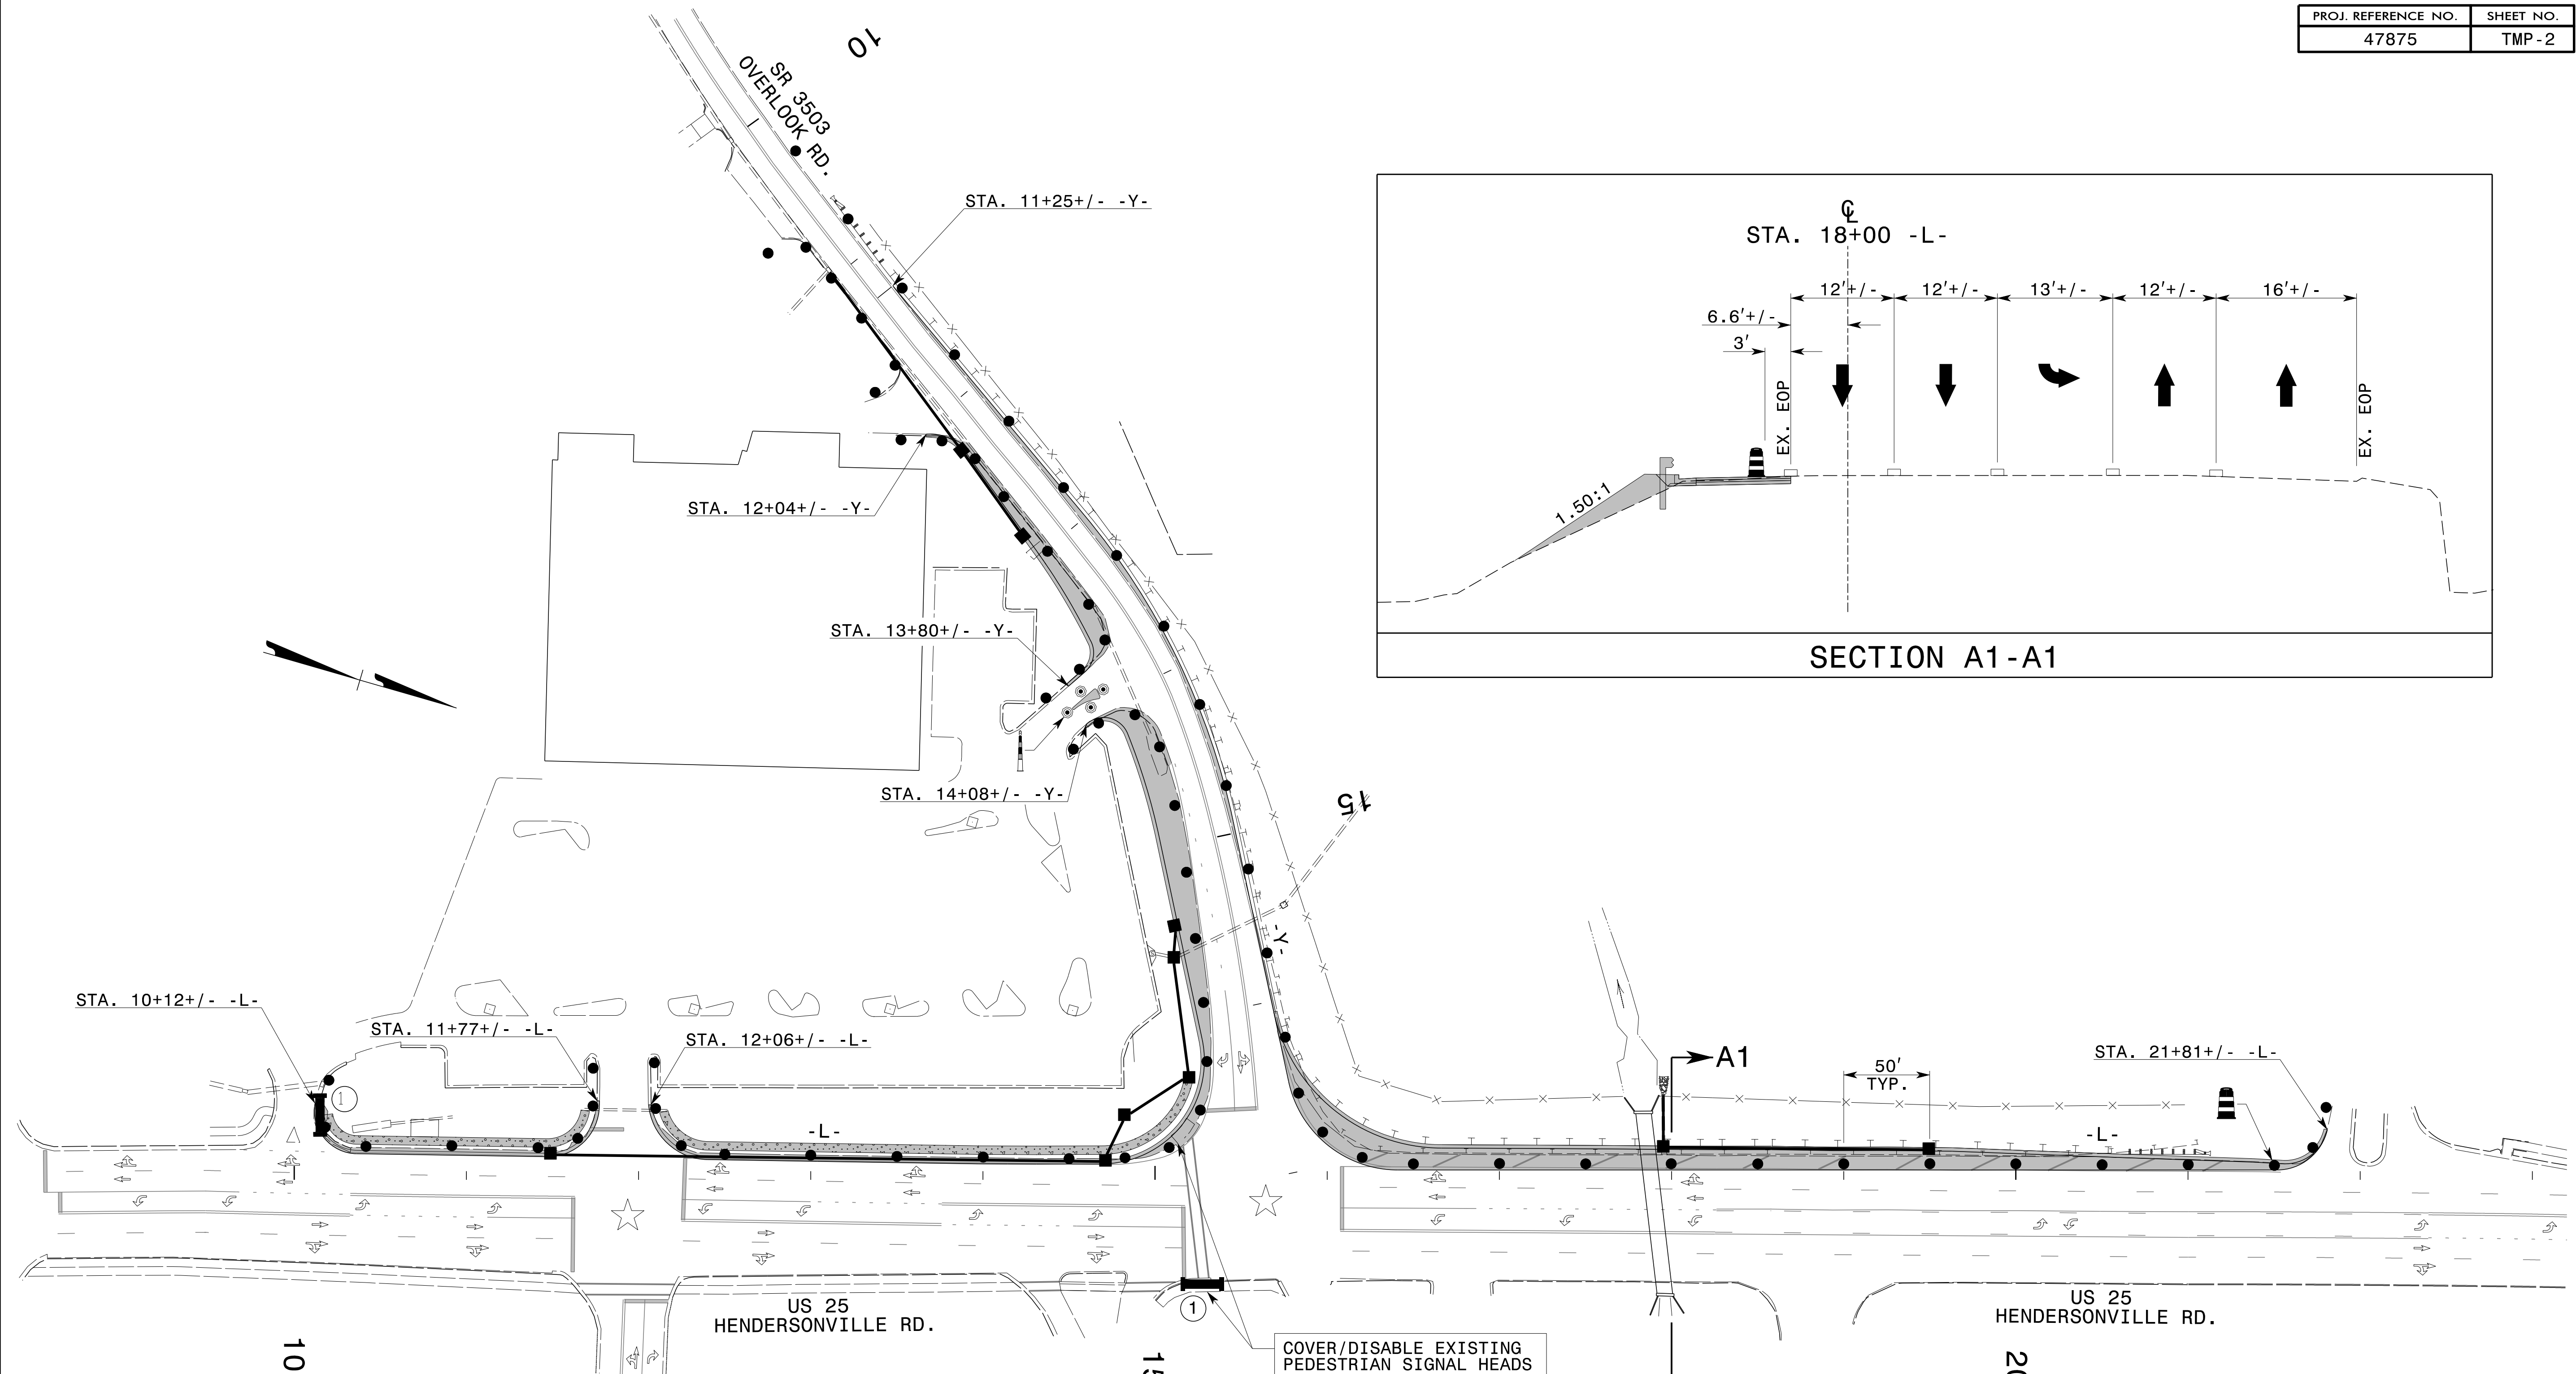 PROJ. REFERENCE NO.
SHEET NO.
47875
TMP-2
10
SR 3503
OVERLOOK RD.
STA. 11+25+/- -Y-
℄
STA. 18+00 -L-
12'+/-
12'+/-
13'+/-
12'+/-
16'+/-
6.6'+/-
3'
EX. EOP
EX. EOP
1.50:1
SECTION A1-A1
STA. 12+04+/- -Y-
STA. 13+80+/- -Y-
STA. 14+08+/- -Y-
15
-Y-
STA. 10+12+/- -L-
1
STA. 11+77+/- -L-
STA. 12+06+/- -L-
-L-
A1
50'
TYP.
STA. 21+81+/- -L-
-L-
US 25
HENDERSONVILLE RD.
1
US 25
HENDERSONVILLE RD.
COVER/DISABLE EXISTING
PEDESTRIAN SIGNAL HEADS
10
15
20